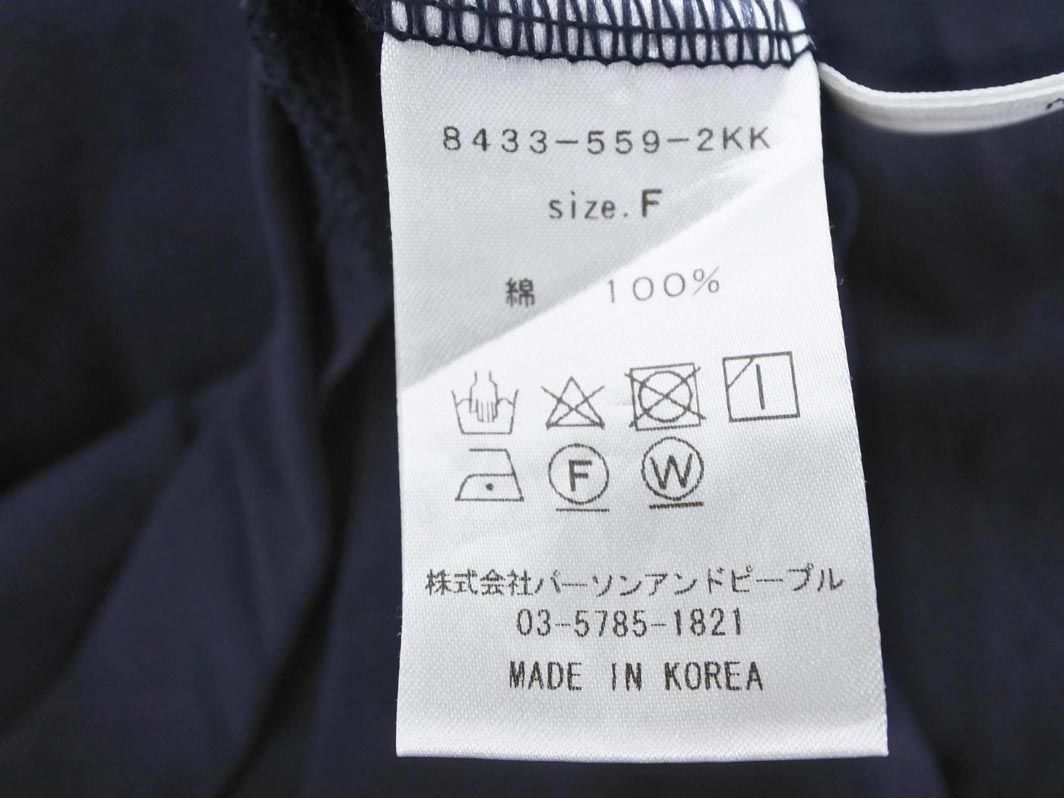 8433-559-2KK
size.F
綿 100%
F W
株式会社パーソンアンドピープル
03-5785-1821
MADE IN KOREA